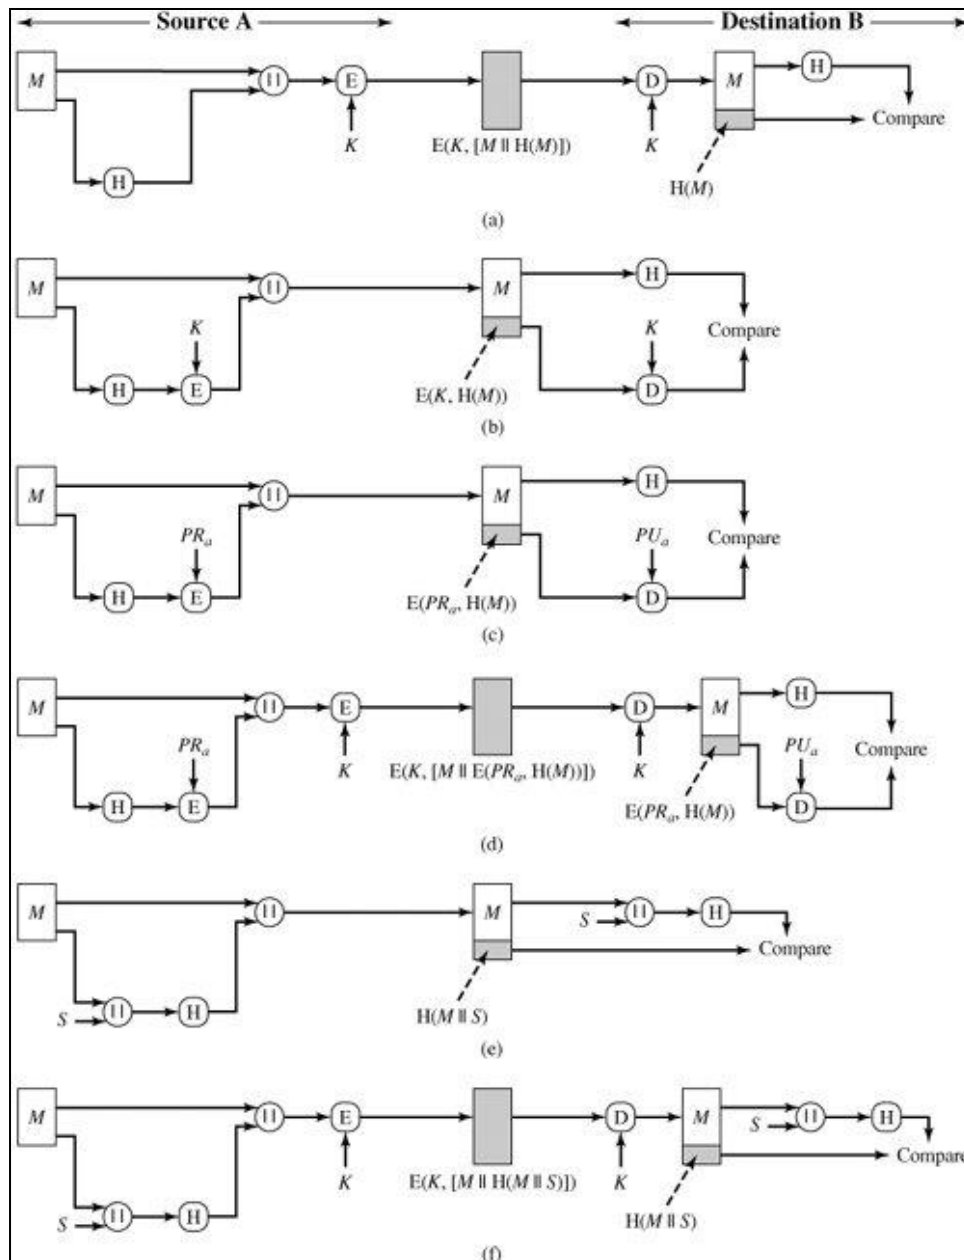 Source A Destination B
M || E E(K, [M || H(M)]) D M H Compare
K K
H H(M)
(a)
M || M H
K K Compare
H E E(K, H(M)) D
(b)
M || M H
PRa PUa Compare
H E E(PRa, H(M)) D
(c)
M || E D M H
PRa K E(K, [M || E(PRa, H(M))]) K PUa Compare
H E E(PRa, H(M)) D
(d)
M || M S || H
Compare
S || H H(M || S)
(e)
M || E D M S || H
K E(K, [M || H(M || S)]) K Compare
S || H H(M || S)
(f)